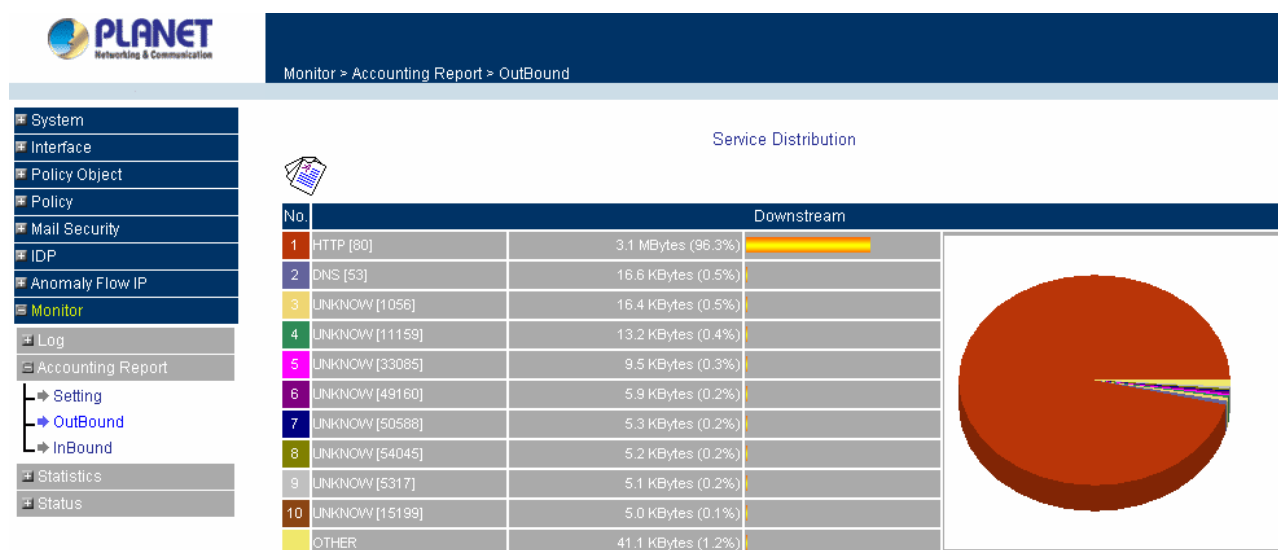 PLANET
Networking & Communication
Monitor > Accounting Report > OutBound
System
Interface
Policy Object
Policy
Mail Security
IDP
Anomaly Flow IP
Monitor
Log
Accounting Report
Setting
OutBound
InBound
Statistics
Status
Service Distribution
No. Downstream
1 HTTP [80] 3.1 MBytes (96.3%)
2 DNS [53] 16.6 KBytes (0.5%)
3 UNKNOW [1056] 16.4 KBytes (0.5%)
4 UNKNOW [11159] 13.2 KBytes (0.4%)
5 UNKNOW [33085] 9.5 KBytes (0.3%)
6 UNKNOW [49160] 5.9 KBytes (0.2%)
7 UNKNOW [50588] 5.3 KBytes (0.2%)
8 UNKNOW [54045] 5.2 KBytes (0.2%)
9 UNKNOW [5317] 5.1 KBytes (0.2%)
10 UNKNOW [15199] 5.0 KBytes (0.1%)
OTHER 41.1 KBytes (1.2%)